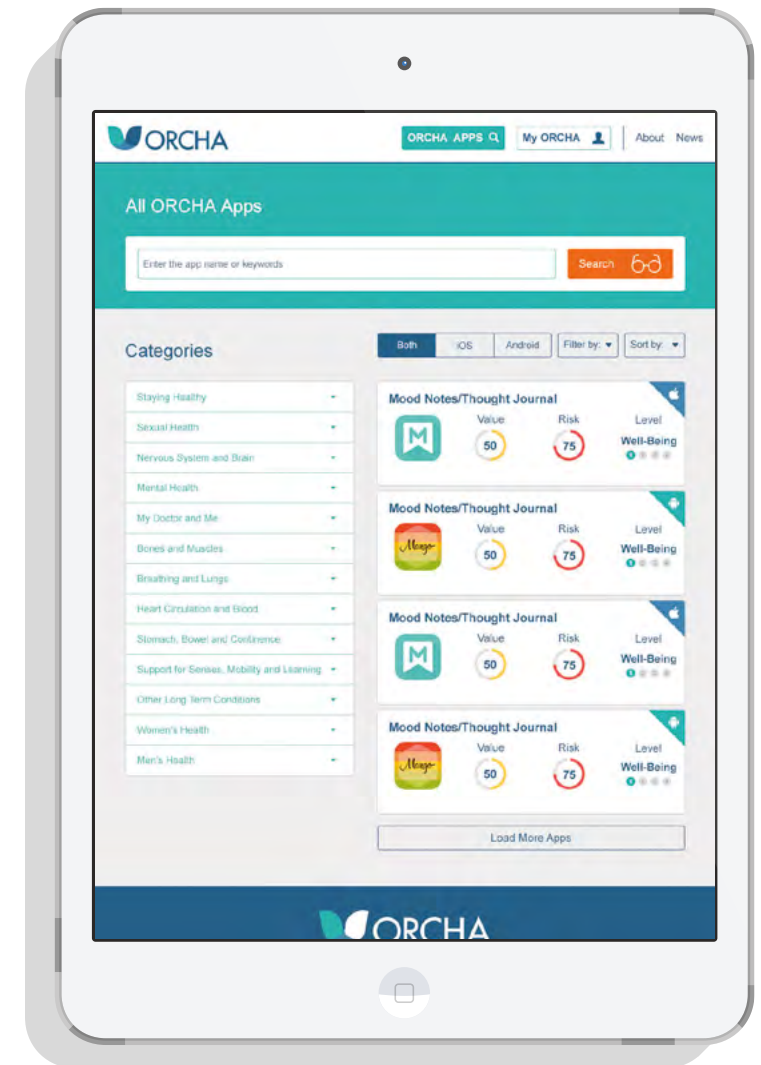 ORCHA
ORCHA APPS
My ORCHA
About
News
All ORCHA Apps
Enter the app name or keywords
Search
Categories
Staying Healthy
Sexual Health
Nervous System and Brain
Mental Health
My Doctor and Me
Bones and Muscles
Breathing and Lungs
Heart Circulation and Blood
Stomach, Bowel and Continence
Support for Senses, Mobility and Learning
Other Long Term Conditions
Women's Health
Men's Health
Both
iOS
Android
Filter by:
Sort by:
Mood Notes/Thought Journal
Value
Risk
Level
M
50
75
Well-Being
1
Mood Notes/Thought Journal
Value
Risk
Level
Mango
50
75
Well-Being
1
Mood Notes/Thought Journal
Value
Risk
Level
M
50
75
Well-Being
1
Mood Notes/Thought Journal
Value
Risk
Level
Mango
50
75
Well-Being
1
Load More Apps
ORCHA